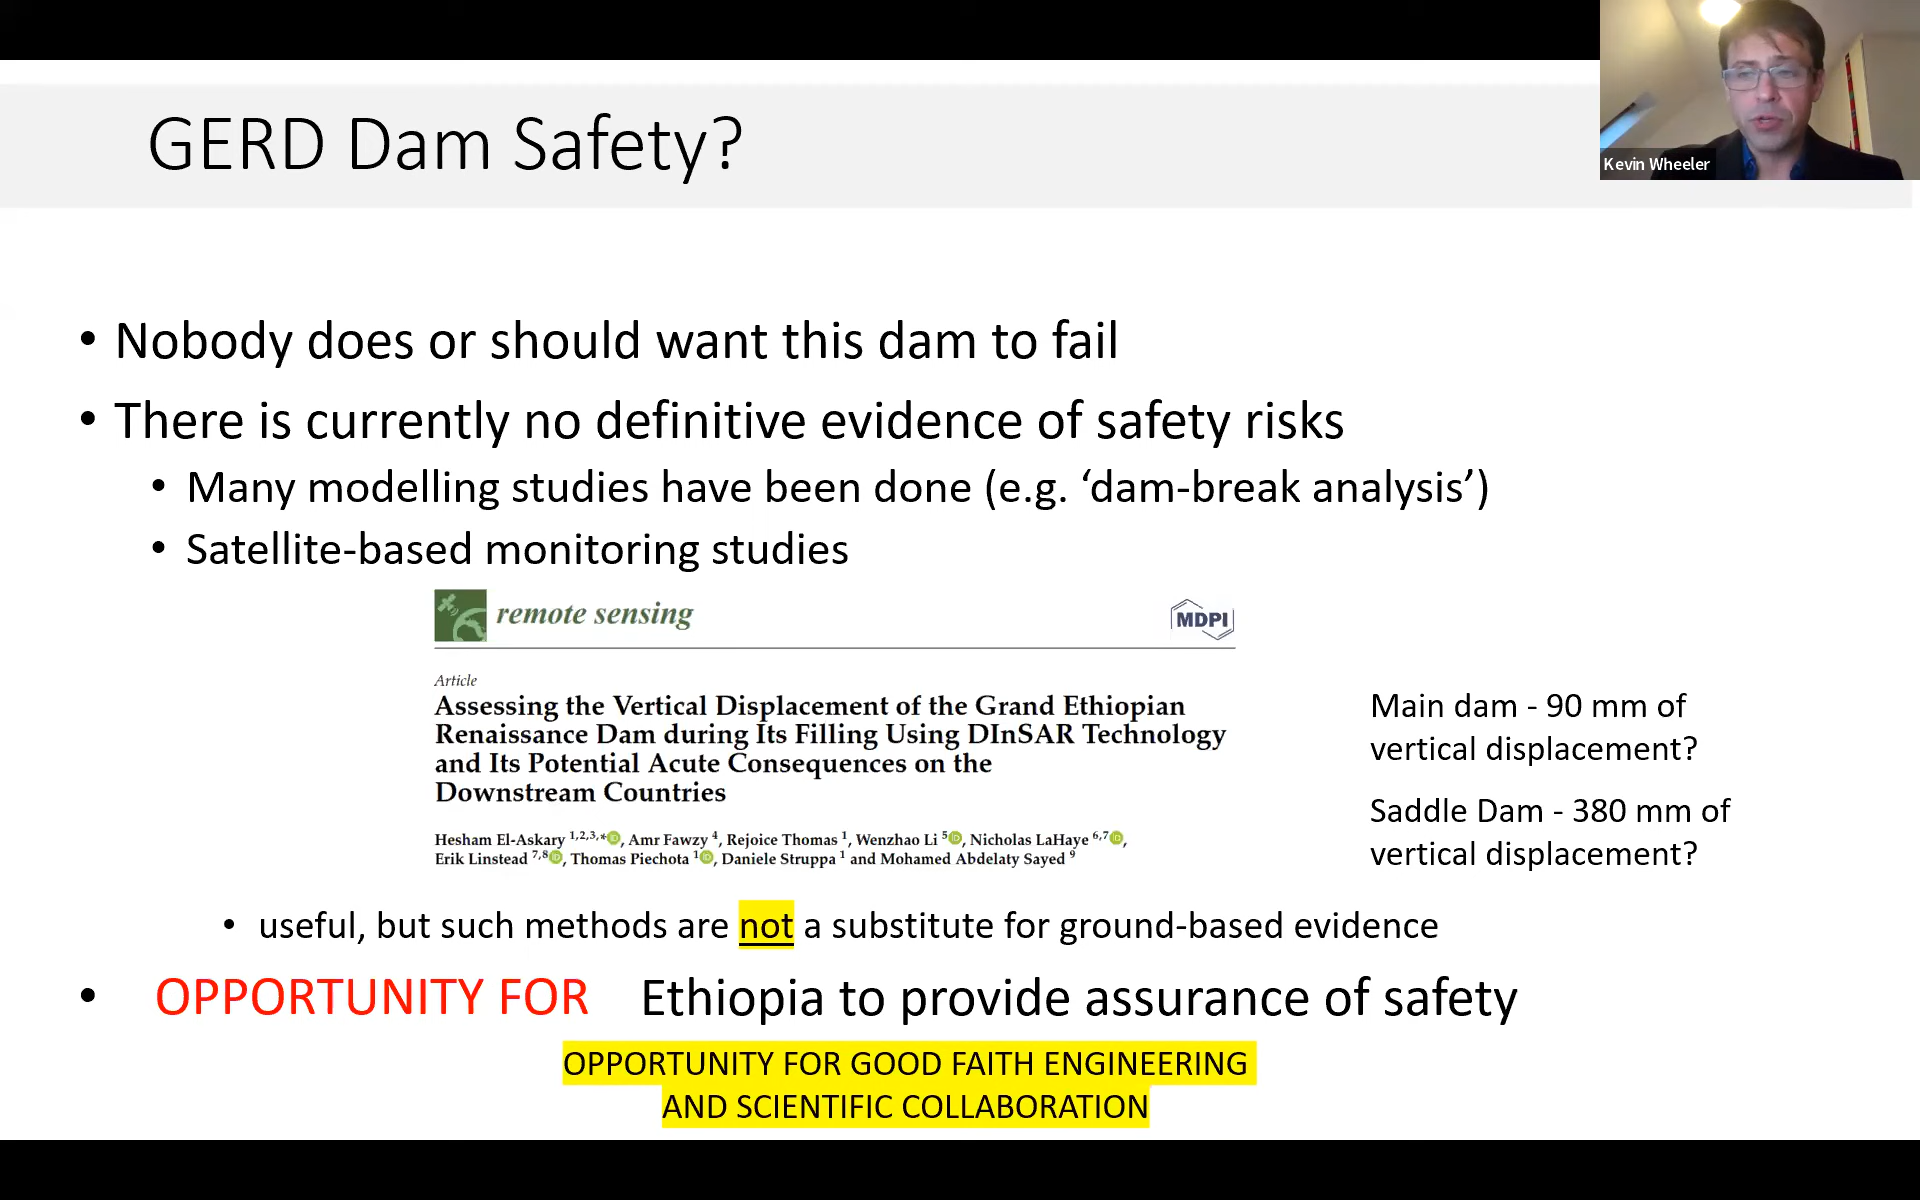 Kevin Wheeler
GERD Dam Safety?
• Nobody does or should want this dam to fail
• There is currently no definitive evidence of safety risks
• Many modelling studies have been done (e.g. ‘dam-break analysis’)
• Satellite-based monitoring studies
remote sensing
MDPI
Article
Assessing the Vertical Displacement of the Grand Ethiopian
Renaissance Dam during Its Filling Using DInSAR Technology
and Its Potential Acute Consequences on the
Downstream Countries
Hesham El-Askary 1,2,3,*, Amr Fawzy 4, Rejoice Thomas 1, Wenzhao Li 5, Nicholas LaHaye 6,7,
Erik Linstead 7,8, Thomas Piechota 1, Daniele Struppa 1 and Mohamed Abdelaty Sayed 9
Main dam - 90 mm of
vertical displacement?
Saddle Dam - 380 mm of
vertical displacement?
• useful, but such methods are not a substitute for ground-based evidence
• OPPORTUNITY FOR Ethiopia to provide assurance of safety
OPPORTUNITY FOR GOOD FAITH ENGINEERING
AND SCIENTIFIC COLLABORATION